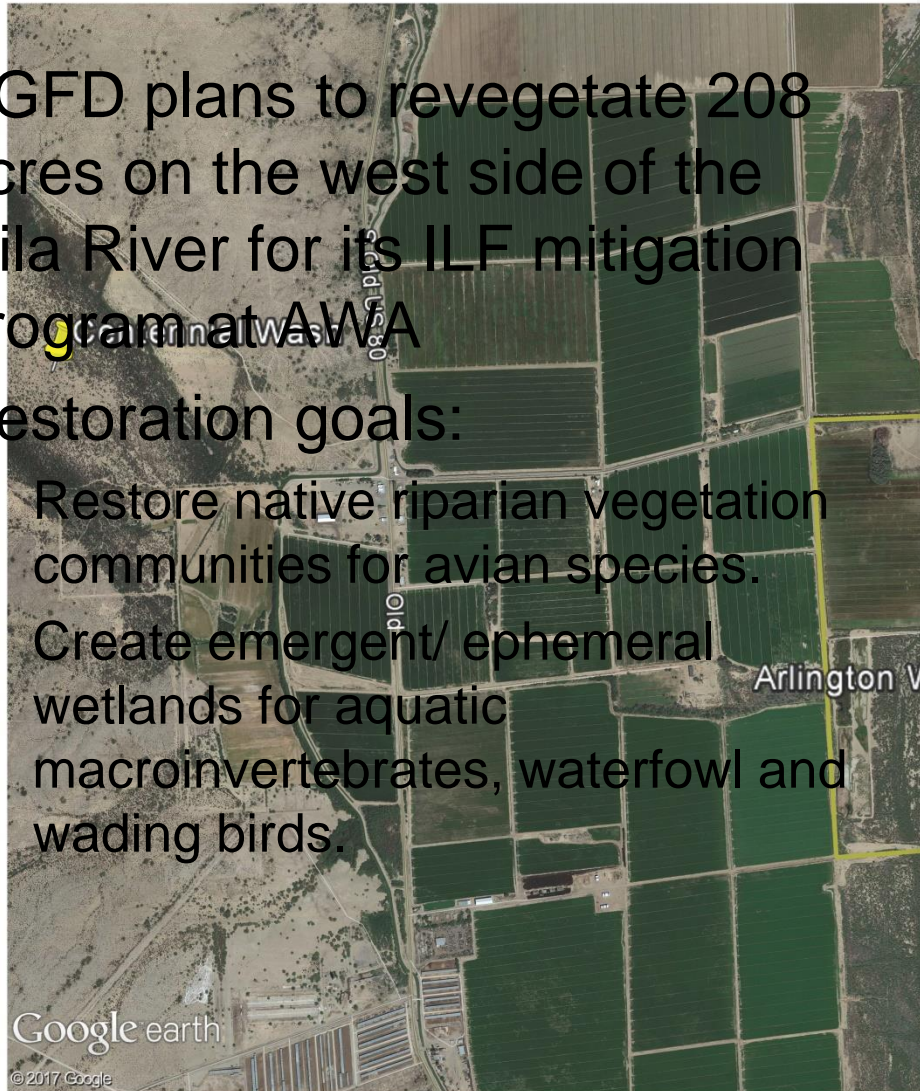 GFD plans to revegetate 208
cres on the west side of the
ila River for its ILF mitigation
rogram at AWA
Centennial Wash
S Old US 80
estoration goals:
Restore native riparian vegetation
communities for avian species.
Old
Create emergent/ ephemeral
wetlands for aquatic
Arlington W
macroinvertebrates, waterfowl and
wading birds.
Google earth
© 2017 Google